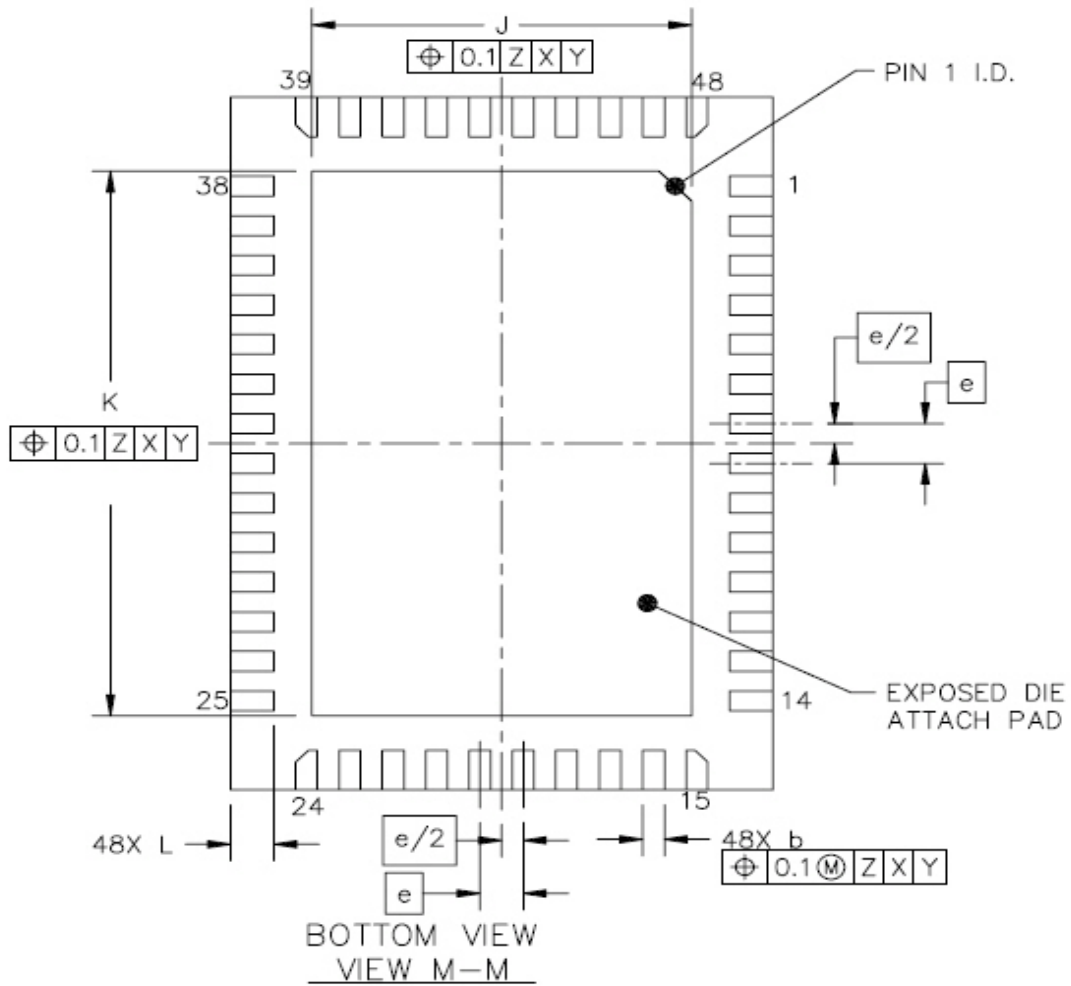 J
⌖ 0.1 Z X Y
39
48
PIN 1 I.D.
38
1
e/2
e
K
⌖ 0.1 Z X Y
25
14
EXPOSED DIE
ATTACH PAD
24
15
48X L
e/2
48X b
⌖ 0.1 Ⓜ Z X Y
e
BOTTOM VIEW
VIEW M-M